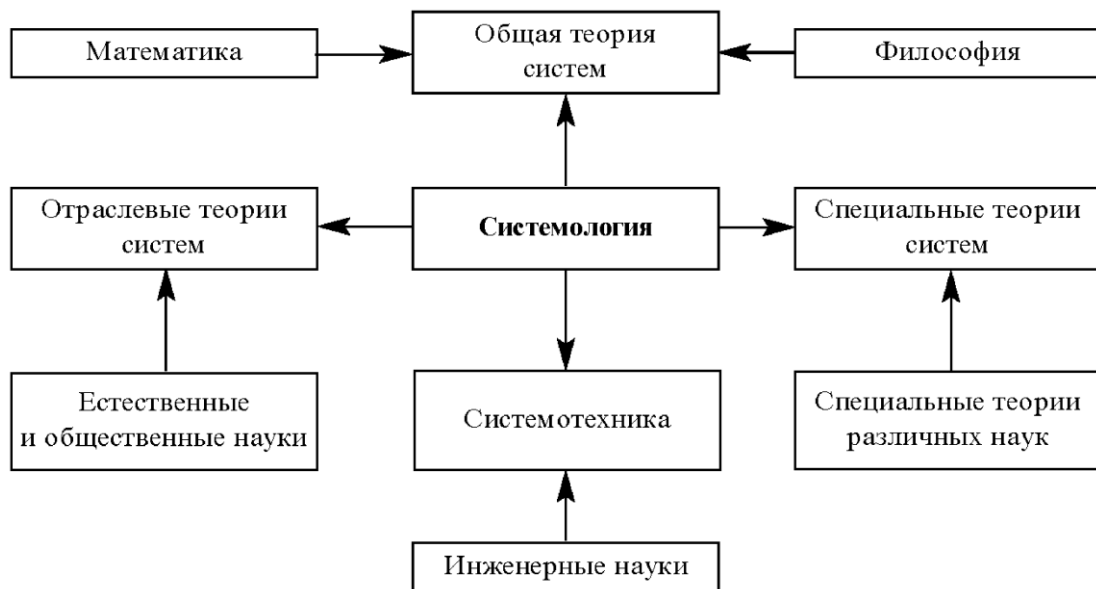 Математика
Общая теория
систем
Философия
Отраслевые теории
систем
Системология
Специальные теории
систем
Естественные
и общественные науки
Системотехника
Специальные теории
различных наук
Инженерные науки